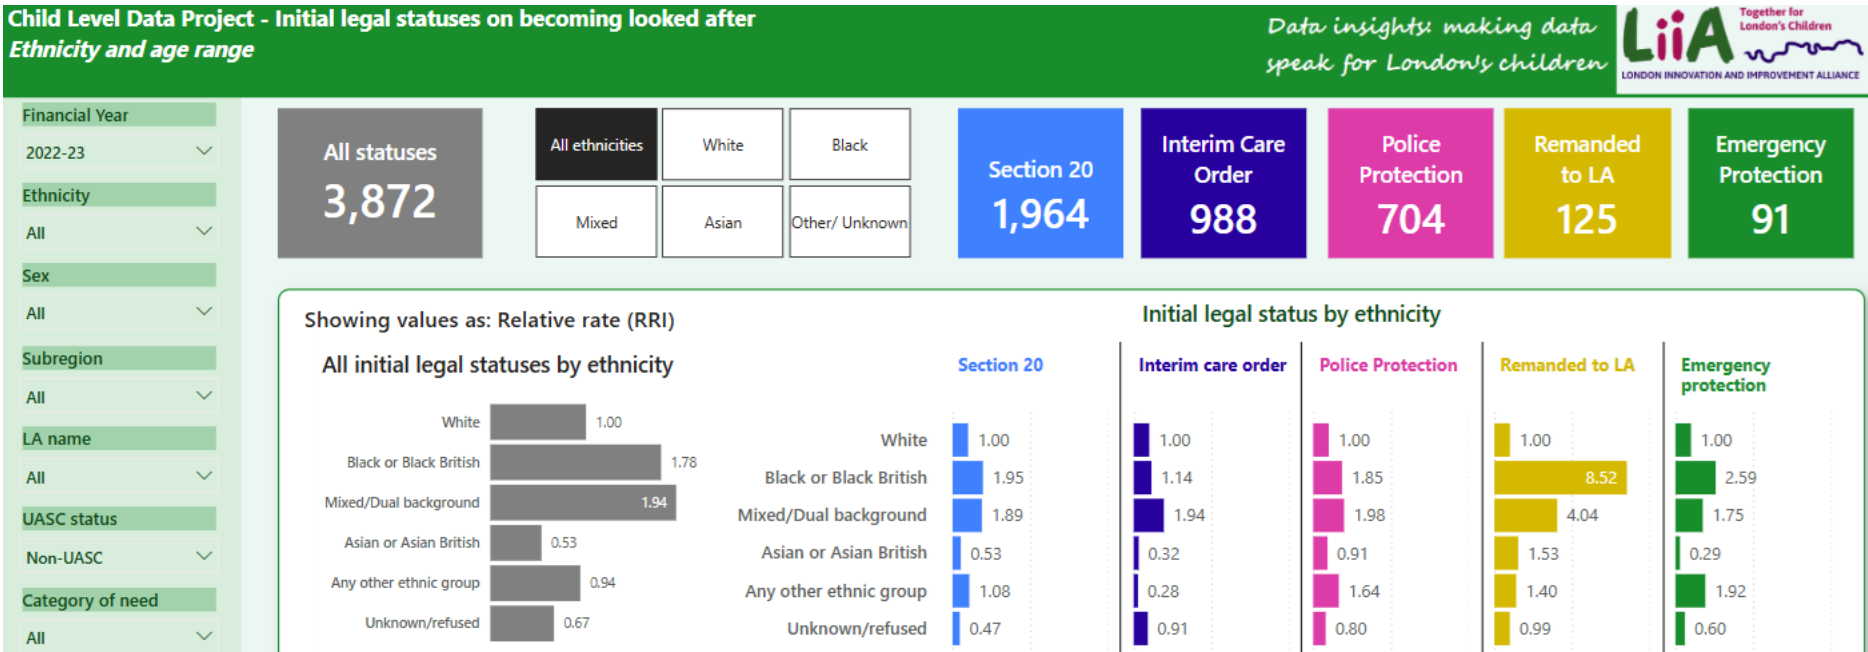 Child Level Data Project - Initial legal statuses on becoming looked after
Ethnicity and age range
Data insights: making data
speak for London's children
LiiA
Together for
London's Children
LONDON INNOVATION AND IMPROVEMENT ALLIANCE
Financial Year
2022-23
Ethnicity
All
Sex
All
Subregion
All
LA name
All
UASC status
Non-UASC
Category of need
All
All statuses
3,872
All ethnicities
White
Black
Mixed
Asian
Other/ Unknown
Section 20
1,964
Interim Care
Order
988
Police
Protection
704
Remanded
to LA
125
Emergency
Protection
91
Showing values as: Relative rate (RRI)
All initial legal statuses by ethnicity
White 1.00
Black or Black British 1.78
Mixed/Dual background 1.94
Asian or Asian British 0.53
Any other ethnic group 0.94
Unknown/refused 0.67
Initial legal status by ethnicity
Section 20 Interim care order Police Protection Remanded to LA Emergency
protection
White 1.00 1.00 1.00 1.00 1.00
Black or Black British 1.95 1.14 1.85 8.52 2.59
Mixed/Dual background 1.89 1.94 1.98 4.04 1.75
Asian or Asian British 0.53 0.32 0.91 1.53 0.29
Any other ethnic group 1.08 0.28 1.64 1.40 1.92
Unknown/refused 0.47 0.91 0.80 0.99 0.60